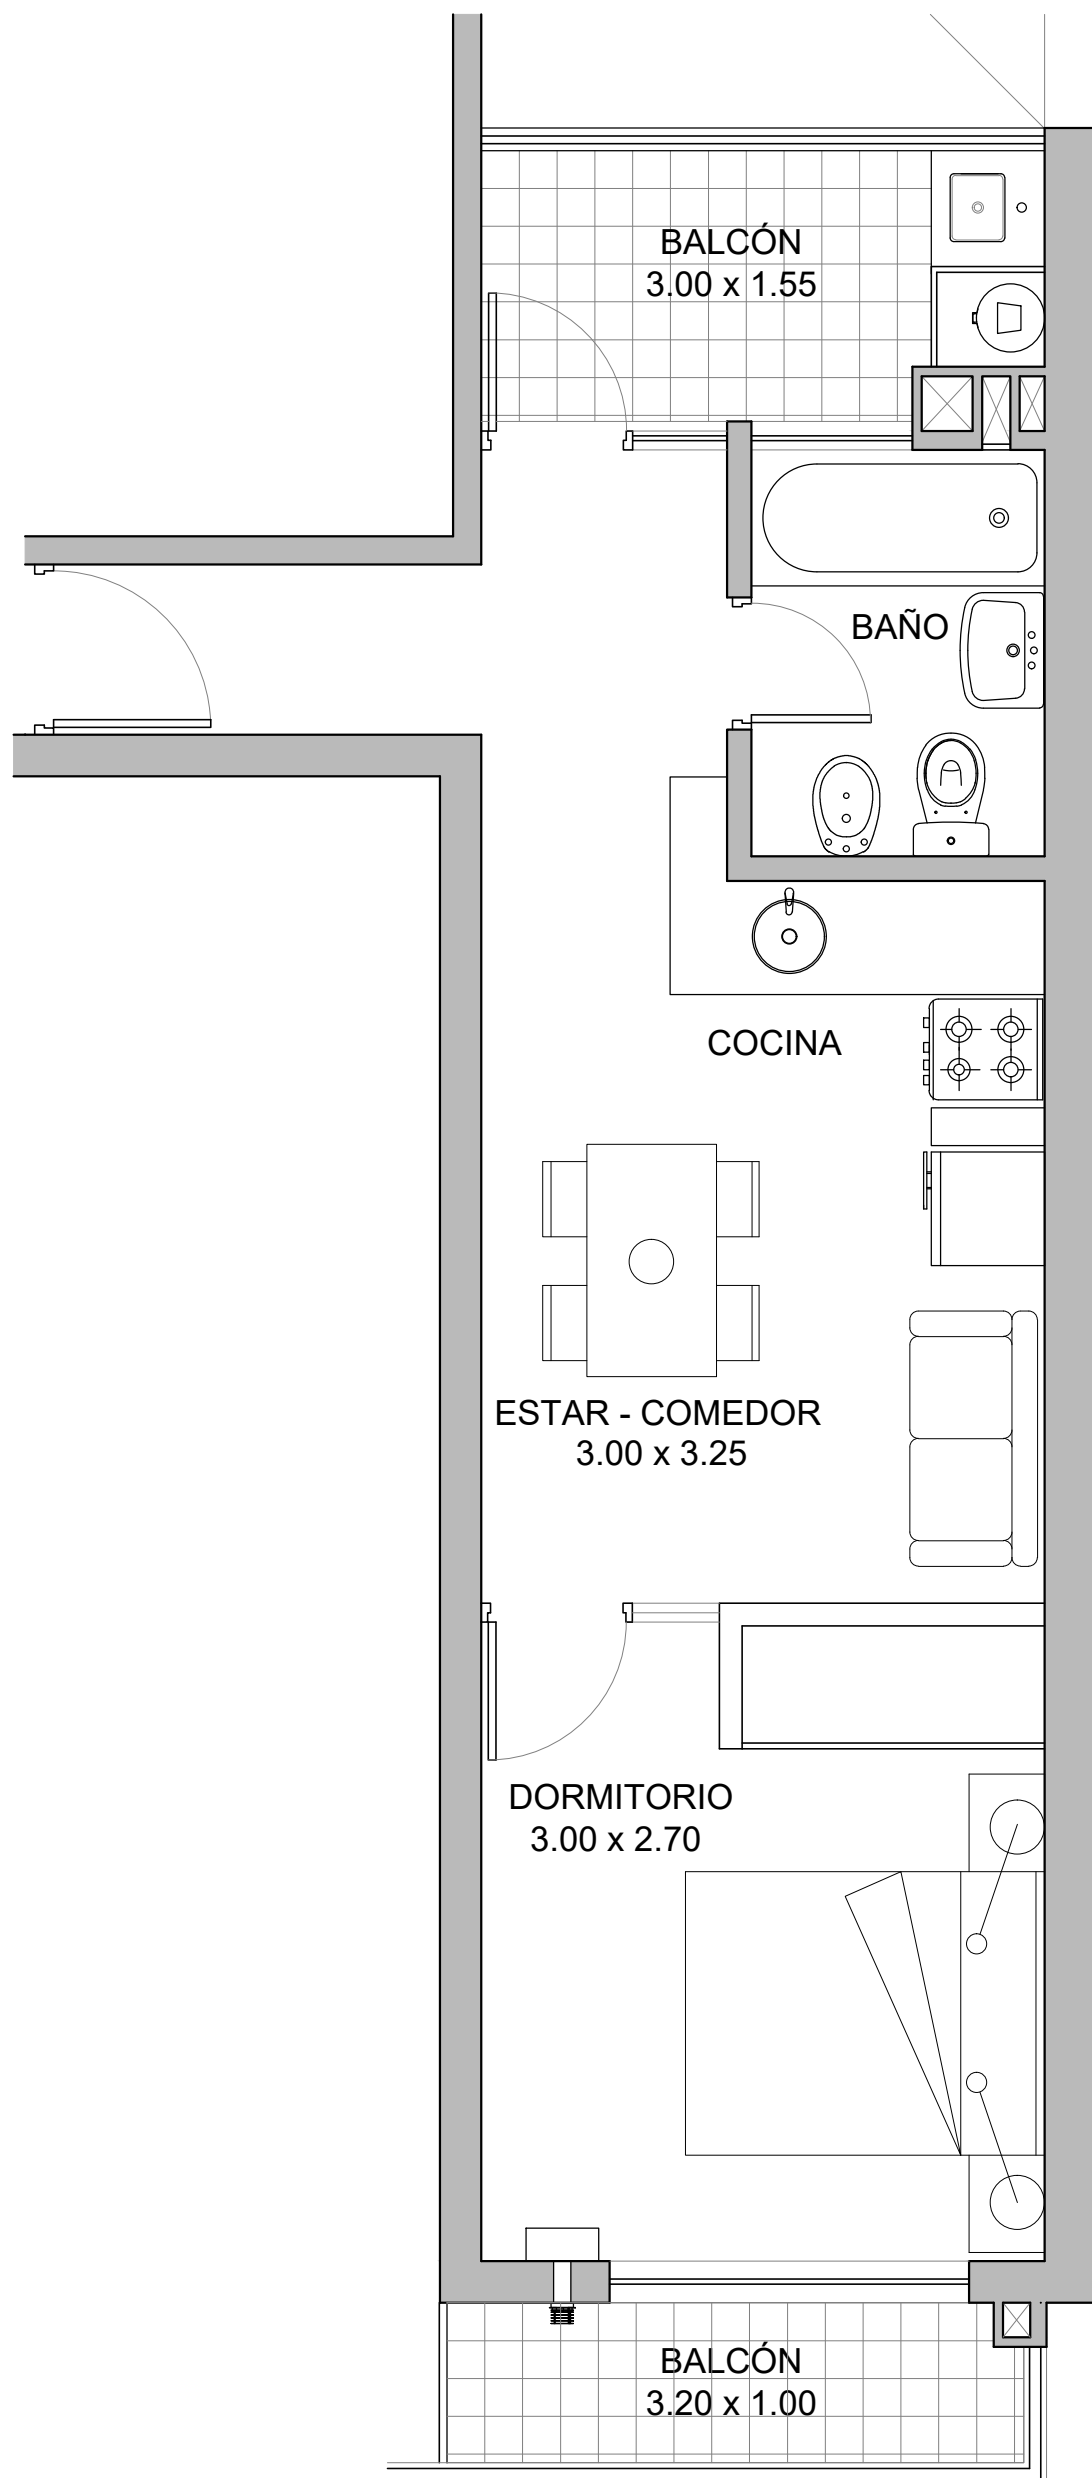 BALCÓN
3.00 x 1.55
BAÑO
COCINA
ESTAR - COMEDOR
3.00 x 3.25
DORMITORIO
3.00 x 2.70
BALCÓN
3.20 x 1.00